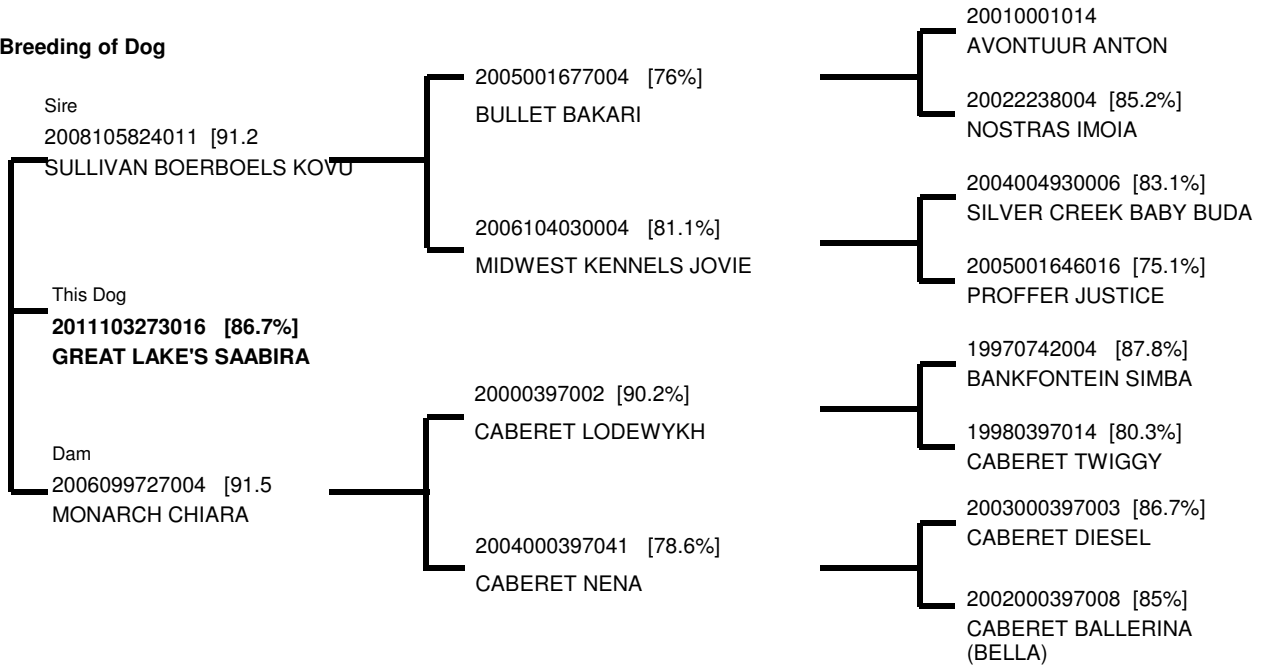 Breeding of Dog
Sire
2008105824011 [91.2
SULLIVAN BOERBOELS KOVU
This Dog
2011103273016 [86.7%]
GREAT LAKE'S SAABIRA
Dam
2006099727004 [91.5
MONARCH CHIARA
2005001677004 [76%]
BULLET BAKARI
2006104030004 [81.1%]
MIDWEST KENNELS JOVIE
20000397002 [90.2%]
CABERET LODEWYKH
2004000397041 [78.6%]
CABERET NENA
20010001014
AVONTUUR ANTON
20022238004 [85.2%]
NOSTRAS IMOIA
2004004930006 [83.1%]
SILVER CREEK BABY BUDA
2005001646016 [75.1%]
PROFFER JUSTICE
19970742004 [87.8%]
BANKFONTEIN SIMBA
19980397014 [80.3%]
CABERET TWIGGY
2003000397003 [86.7%]
CABERET DIESEL
2002000397008 [85%]
CABERET BALLERINA
(BELLA)